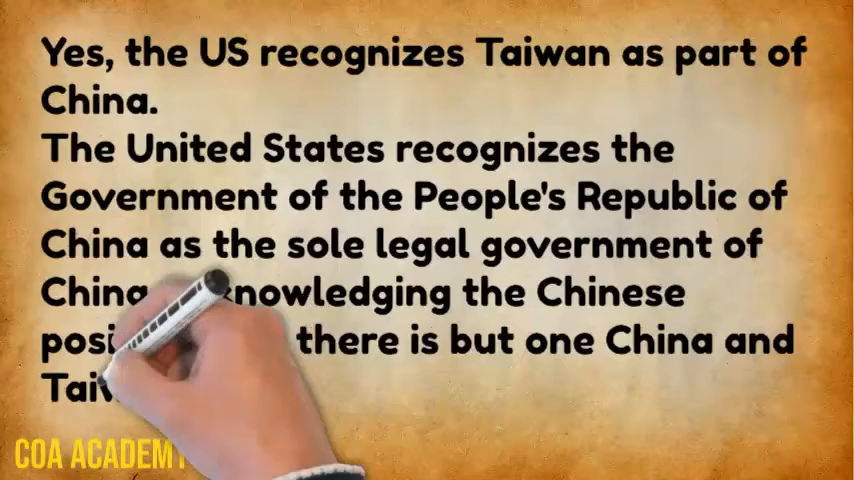 Yes, the US recognizes Taiwan as part of
China.
The United States recognizes the
Government of the People's Republic of
China as the sole legal government of
China knowledging the Chinese
there is but one China and
COA ACADEMY